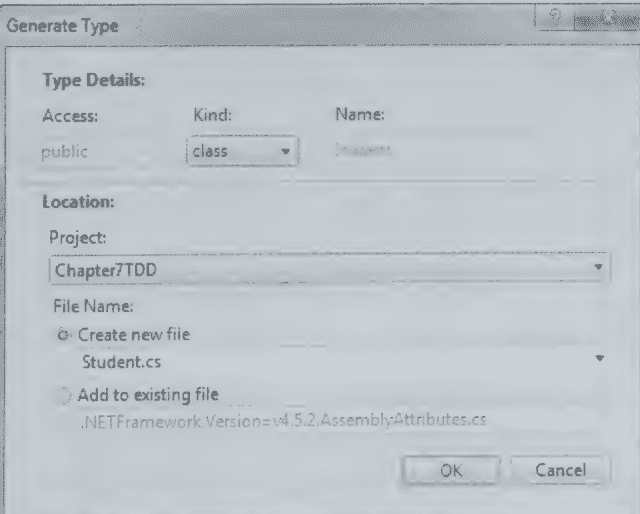 Generate Type
Type Details:
Access: Kind: Name:
public class
Location:
Project:
Chapter7TDD
File Name:
Create new file
Student.cs
Add to existing file
.NETFramework,Version=v4.5.2.AssemblyAttributes.cs
OK Cancel